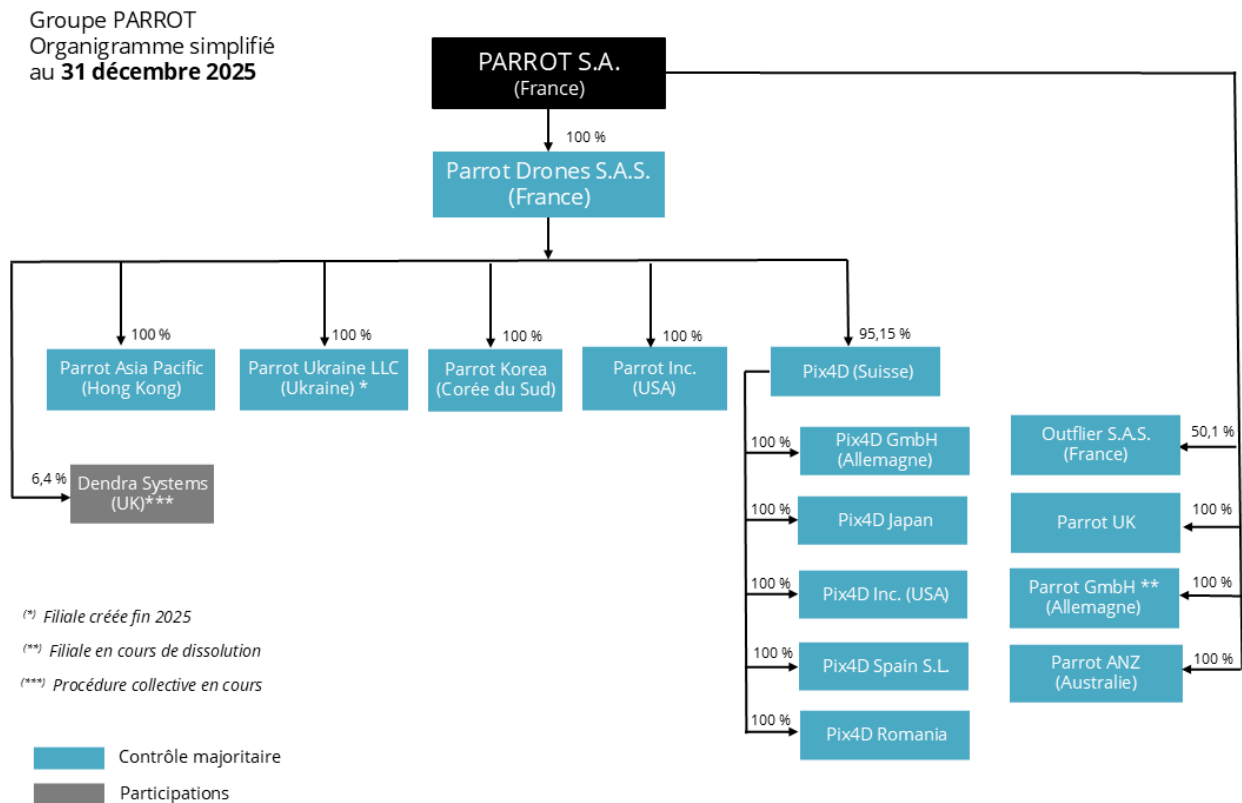 Groupe PARROT
Organigramme simplifié
au 31 décembre 2025
PARROT S.A.
(France)
100 %
Parrot Drones S.A.S.
(France)
100 %
100 %
100 %
100 %
95,15 %
Parrot Asia Pacific
(Hong Kong)
Parrot Ukraine LLC
(Ukraine) *
Parrot Korea
(Corée du Sud)
Parrot Inc.
(USA)
Pix4D (Suisse)
6,4 %
Dendra Systems
(UK)***
100 %
Pix4D GmbH
(Allemagne)
100 %
Pix4D Japan
100 %
Pix4D Inc. (USA)
100 %
Pix4D Spain S.L.
100 %
Pix4D Romania
Outflier S.A.S.
(France)
50,1 %
Parrot UK
100 %
Parrot GmbH **
(Allemagne)
100 %
Parrot ANZ
(Australie)
100 %
(*) Filiale créée fin 2025
(**) Filiale en cours de dissolution
(***) Procédure collective en cours
Contrôle majoritaire
Participations